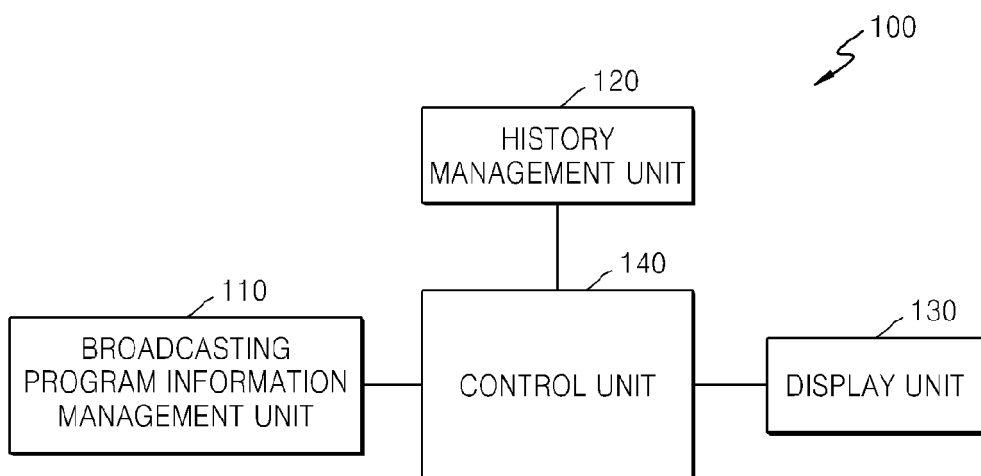 100
120
HISTORY
MANAGEMENT UNIT
140
110
130
BROADCASTING
PROGRAM INFORMATION
MANAGEMENT UNIT
CONTROL UNIT
DISPLAY UNIT